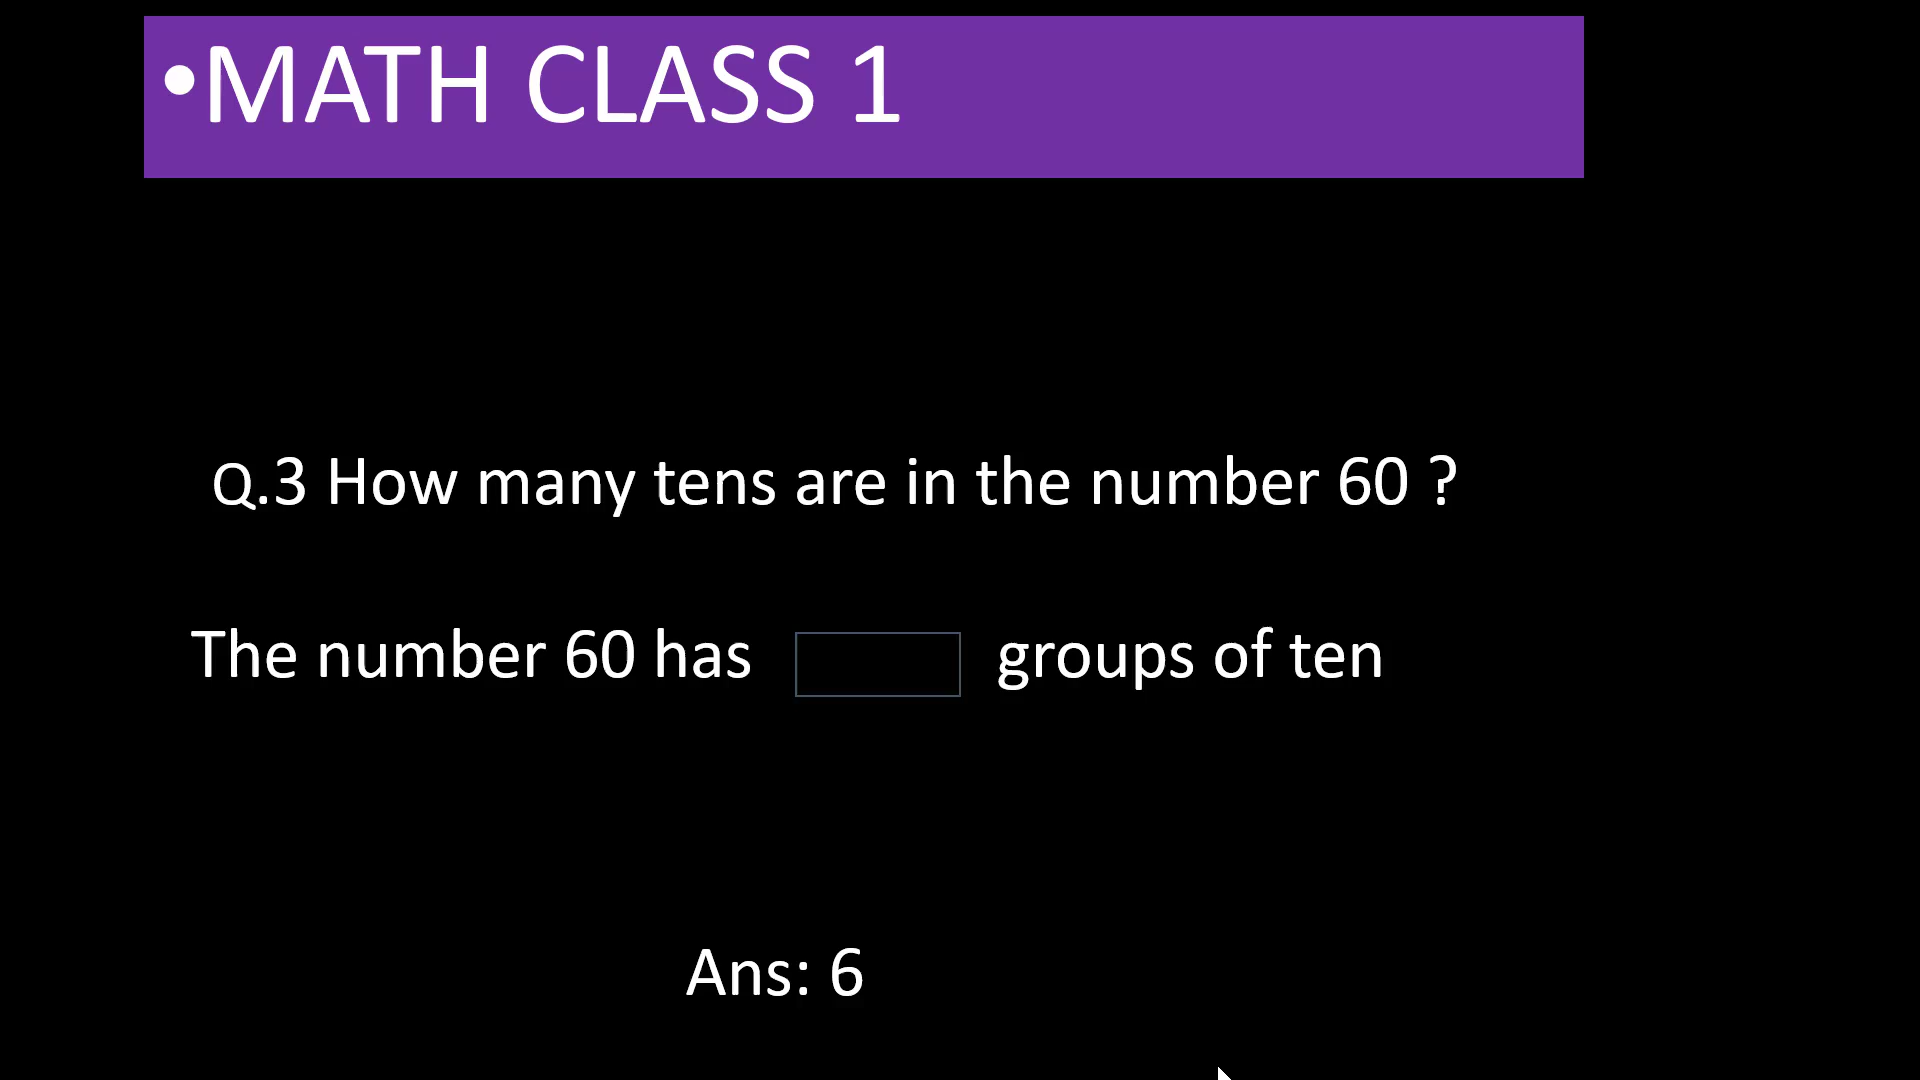 •MATH CLASS 1
Q.3 How many tens are in the number 60 ?
The number 60 has groups of ten
Ans: 6